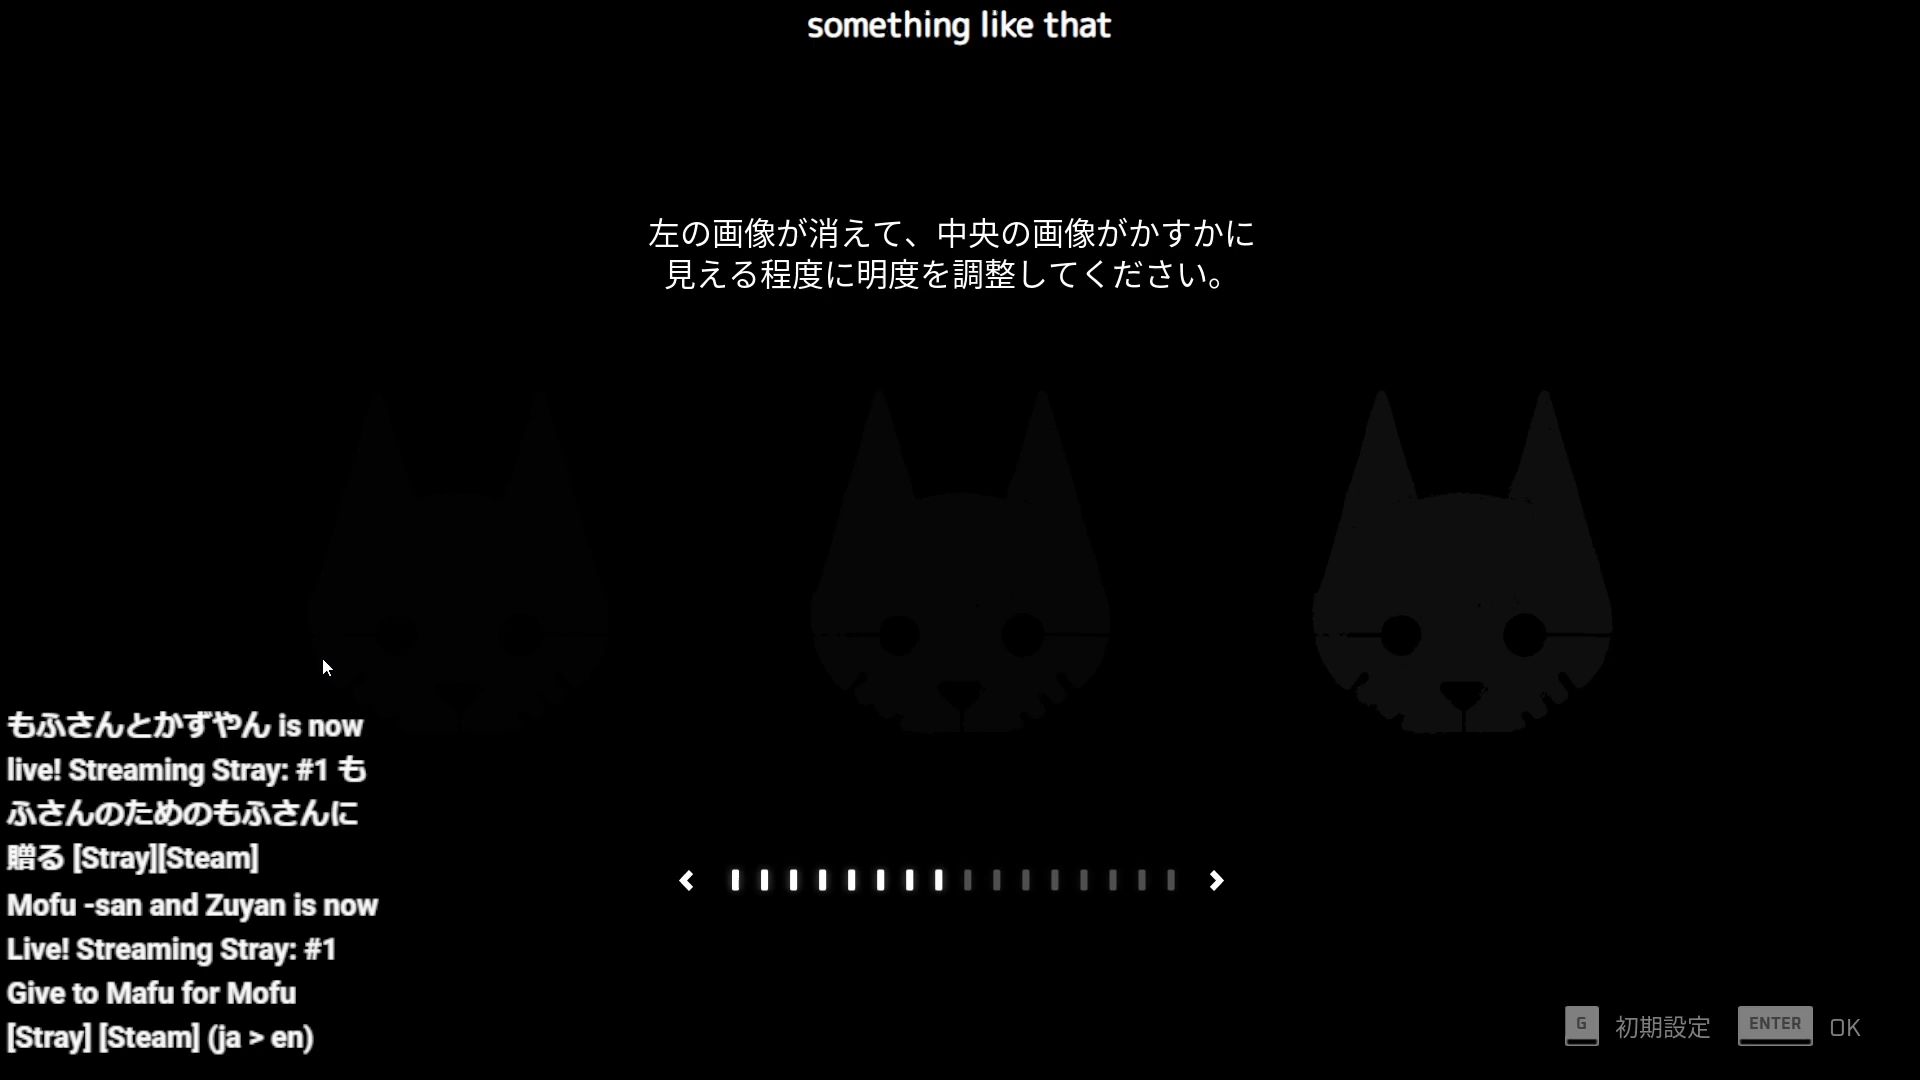 something like that
左の画像が消えて、中央の画像がかすかに
見える程度に明度を調整してください。
もふさんとかずやん is now
live! Streaming Stray: #1 も
ふさんのためのもふさんに
贈る [Stray][Steam]
Mofu -san and Zuyan is now
Live! Streaming Stray: #1
Give to Mafu for Mofu
[Stray] [Steam] (ja > en)
G 初期設定 ENTER OK